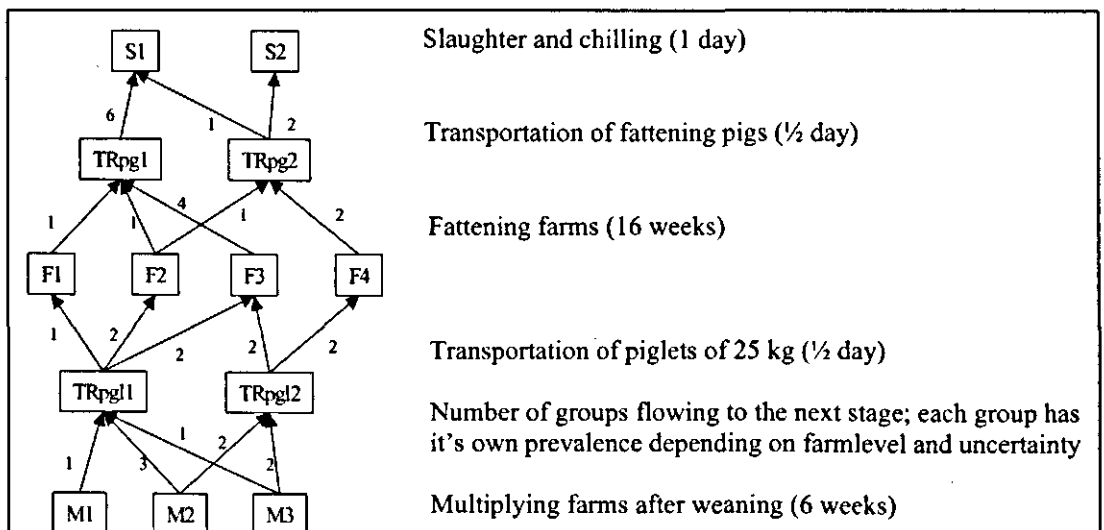 S1 S2 Slaughter and chilling (1 day)
6 1 2
TRpg1 TRpg2 Transportation of fattening pigs (½ day)
1 1 4 1 2
Fattening farms (16 weeks)
F1 F2 F3 F4
1 2 2 2 2
Transportation of piglets of 25 kg (½ day)
TRpgl1 TRpgl2
Number of groups flowing to the next stage; each group has
it's own prevalence depending on farmlevel and uncertainty
1 3 2 1 2
M1 M2 M3 Multiplying farms after weaning (6 weeks)